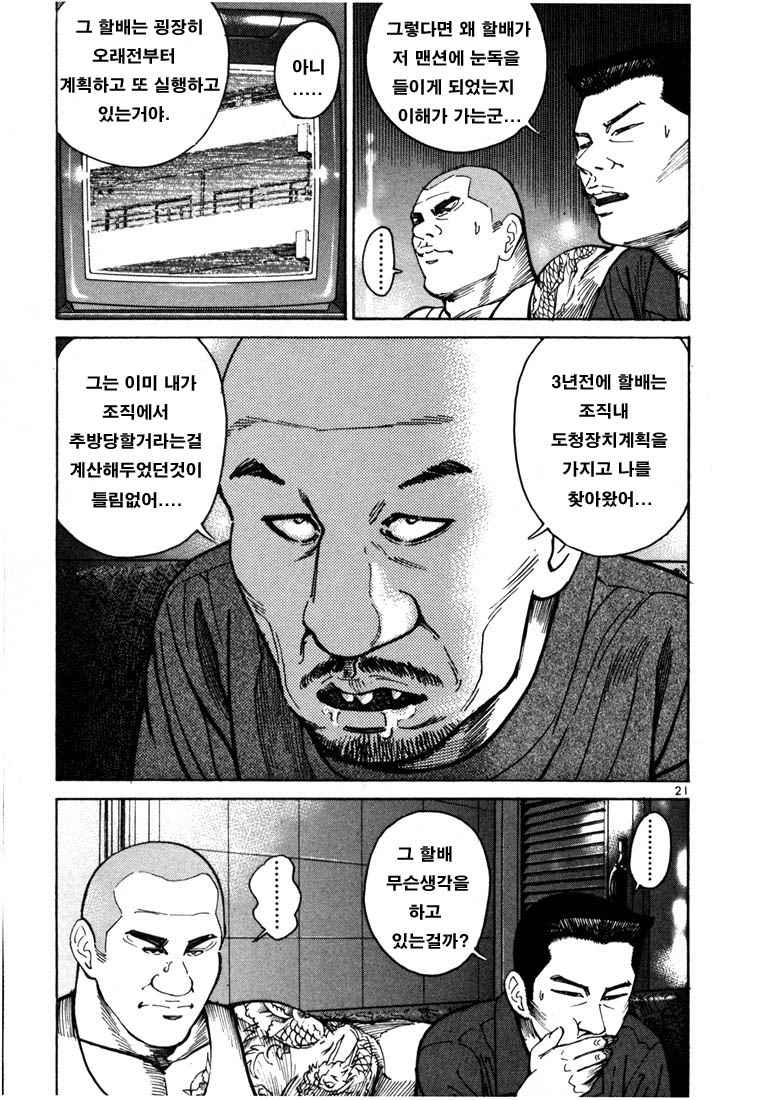 그렇다면 왜 할배가
저 맨션에 눈독을
들이게 되었는지
이해가 가는군...
.......
아니
.....
그 할배는 굉장히
오래전부터
계획하고 또 실행하고
있는거야.
3년전에 할배는
조직내
도청장치계획을
가지고 나를
찾아왔어...
그는 이미 내가
조직에서
추방당할거라는걸
계산해두었던것이
틀림없어....
21
........
그 할배
무슨생각을
하고
있는걸까?
........